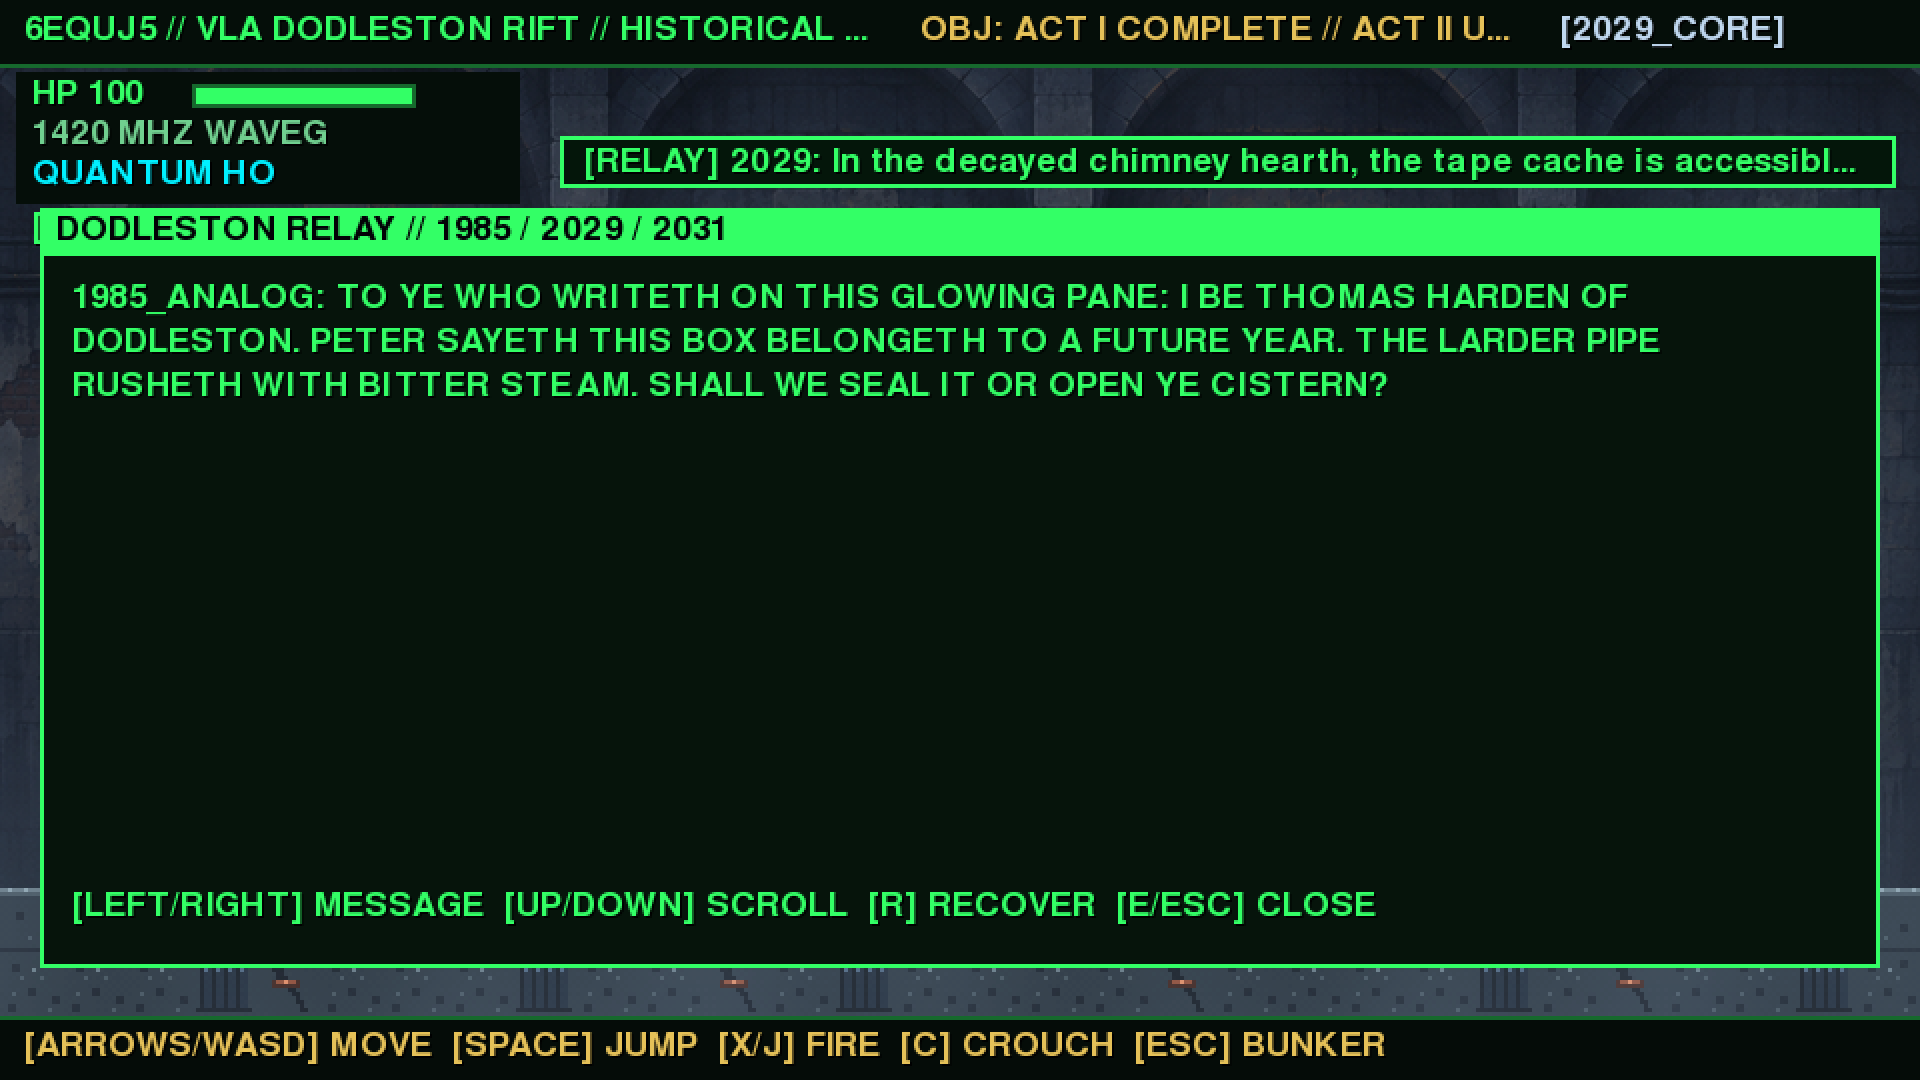 6EQUJ5 // VLA DODLESTON RIFT // HISTORICAL ... OBJ: ACT I COMPLETE // ACT II U... [2029_CORE]
HP 100
1420 MHZ WAVEG
QUANTUM HO
[RELAY] 2029: In the decayed chimney hearth, the tape cache is accessibl...
DODLESTON RELAY // 1985 / 2029 / 2031
1985_ANALOG: TO YE WHO WRITETH ON THIS GLOWING PANE: I BE THOMAS HARDEN OF
DODLESTON. PETER SAYETH THIS BOX BELONGETH TO A FUTURE YEAR. THE LARDER PIPE
RUSHETH WITH BITTER STEAM. SHALL WE SEAL IT OR OPEN YE CISTERN?
[LEFT/RIGHT] MESSAGE [UP/DOWN] SCROLL [R] RECOVER [E/ESC] CLOSE
[ARROWS/WASD] MOVE [SPACE] JUMP [X/J] FIRE [C] CROUCH [ESC] BUNKER